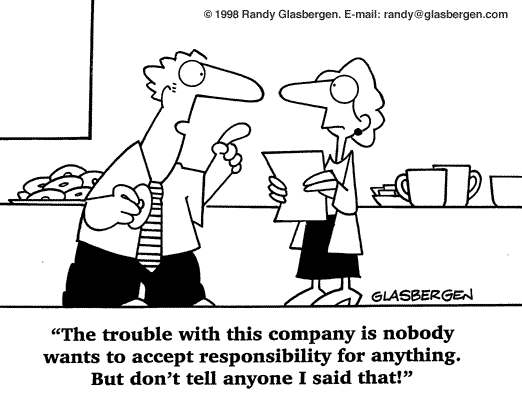 © 1998 Randy Glasbergen. E-mail: randy@glasbergen.com
GLASBERGEN
“The trouble with this company is nobody
wants to accept responsibility for anything.
But don’t tell anyone I said that!”